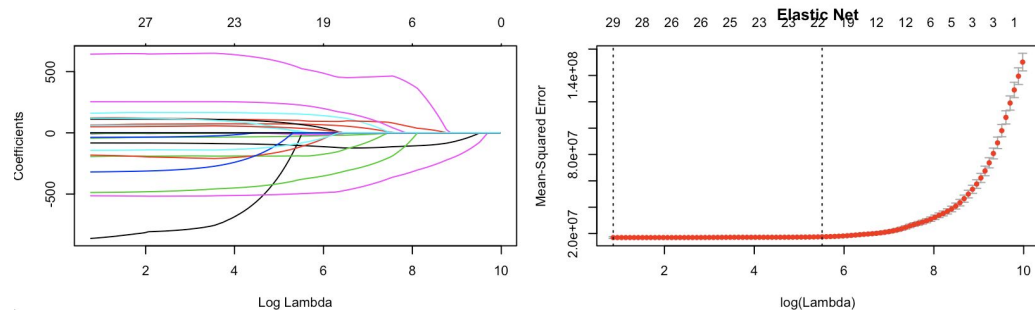 27 23 19 6 0
Coefficients
500
0
-500
2 4 6 8 10
Log Lambda
Elastic Net
29 28 26 26 25 23 23 22 19 12 12 6 5 3 3 1
Mean-Squared Error
1.4e+08
8.0e+07
2.0e+07
2 4 6 8 10
log(Lambda)